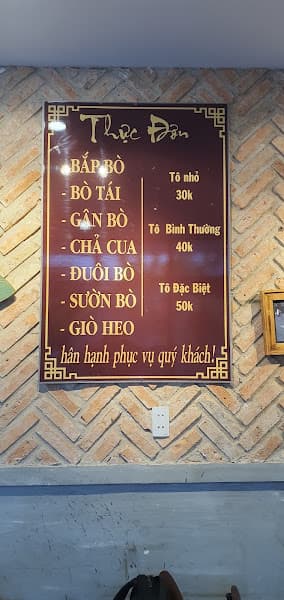 Thực Đơn
- BẮP BÒ
- BÒ TÁI
- GÂN BÒ
- CHẢ CUA
- ĐUÔI BÒ
- SƯỜN BÒ
- GIÒ HEO
Tô nhỏ
30k
Tô Bình Thường
40k
Tô Đặc Biệt
50k
hân hạnh phục vụ quý khách!